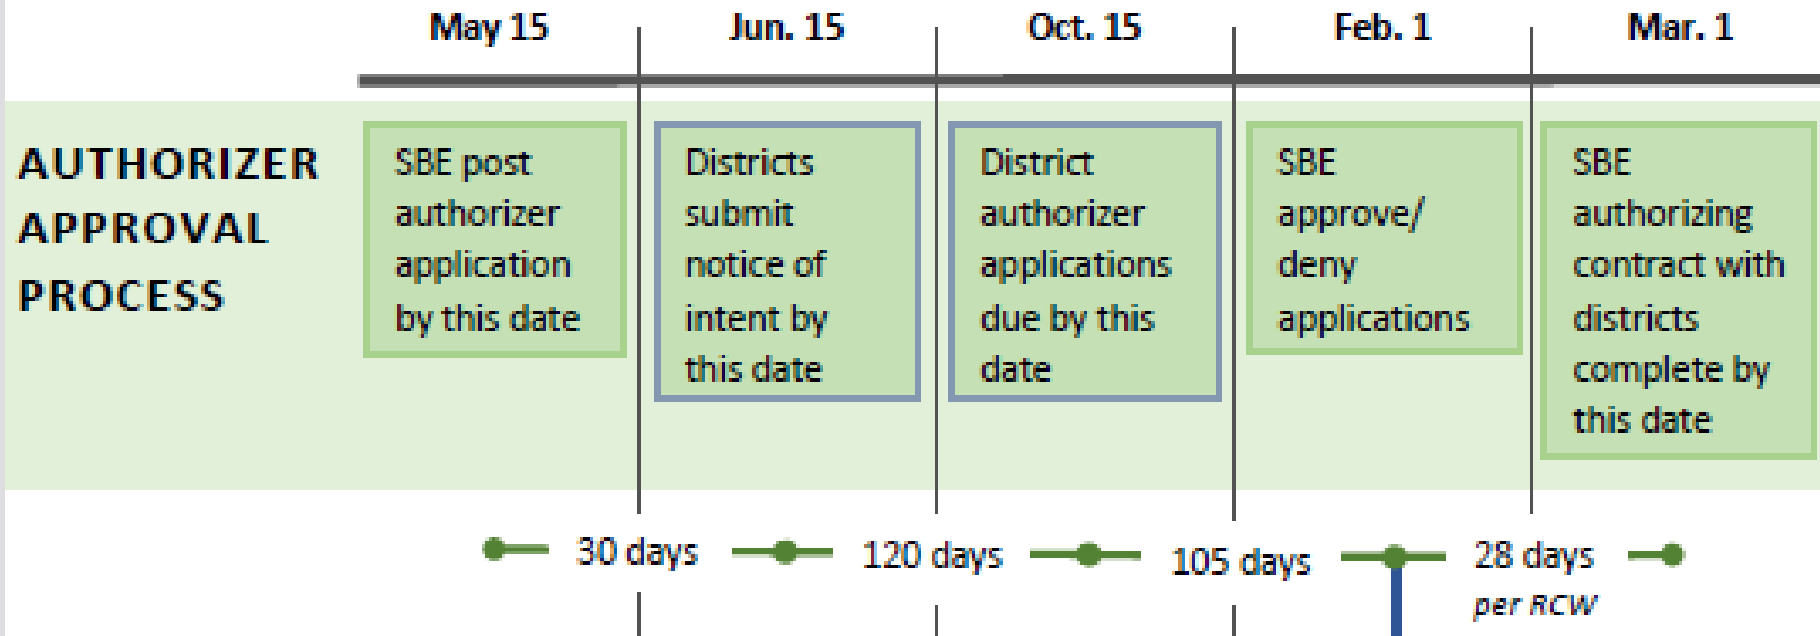 May 15
Jun. 15
Oct. 15
Feb. 1
Mar. 1
AUTHORIZER
APPROVAL
PROCESS
SBE post
authorizer
application
by this date
Districts
submit
notice of
intent by
this date
District
authorizer
applications
due by this
date
SBE
approve/
deny
applications
SBE
authorizing
contract with
districts
complete by
this date
30 days
120 days
105 days
28 days
per RCW